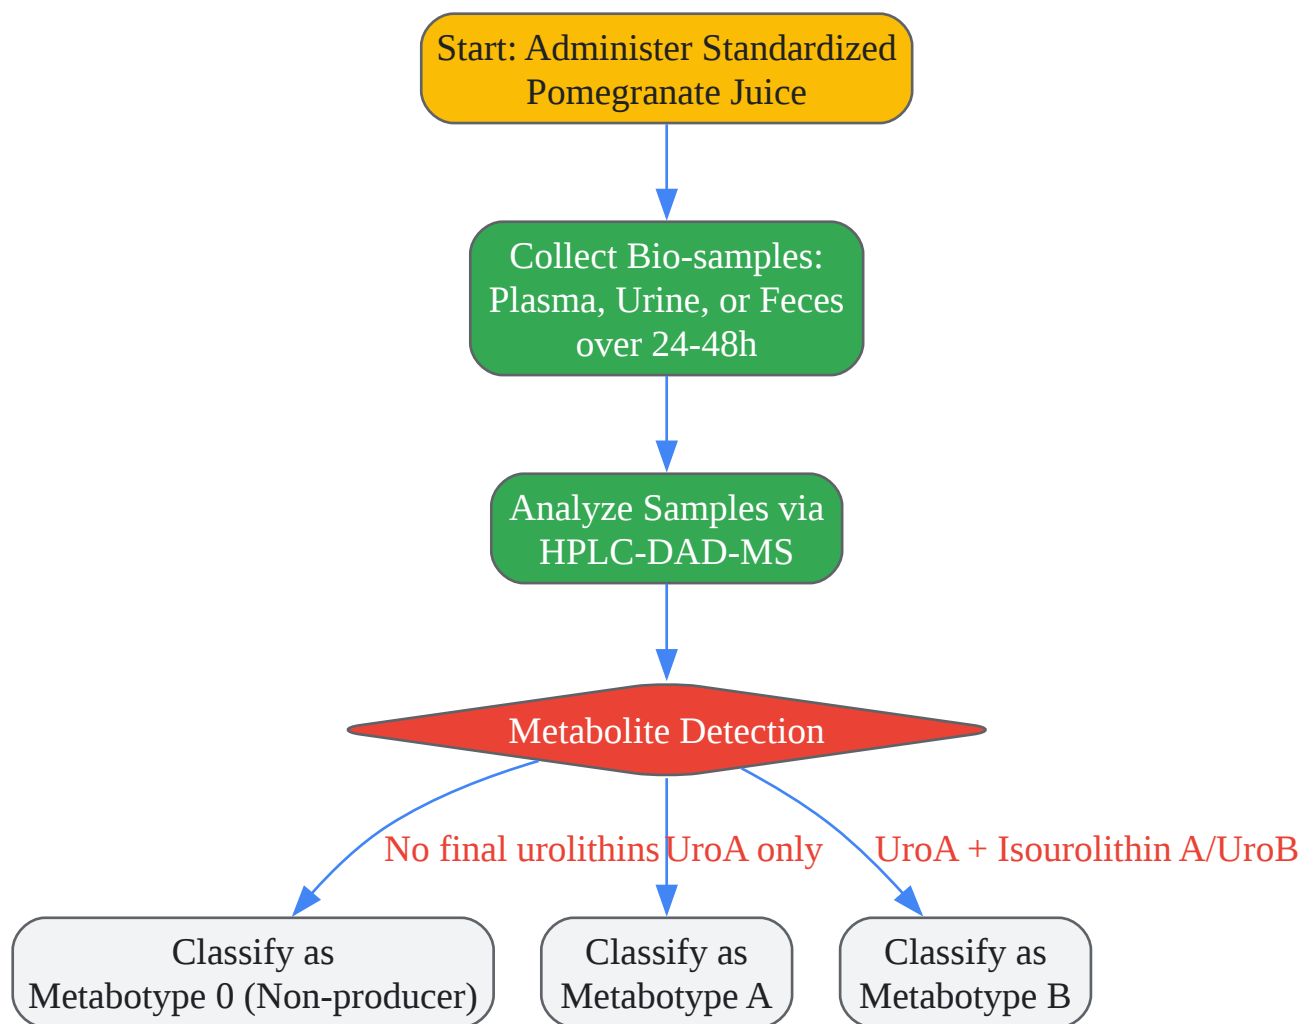 Start: Administer Standardized
Pomegranate Juice
Collect Bio-samples:
Plasma, Urine, or Feces
over 24-48h
Analyze Samples via
HPLC-DAD-MS
Metabolite Detection
No final urolithins
UroA only
UroA + Isourolithin A/UroB
Classify as
Metabotype 0 (Non-producer)
Classify as
Metabotype A
Classify as
Metabotype B